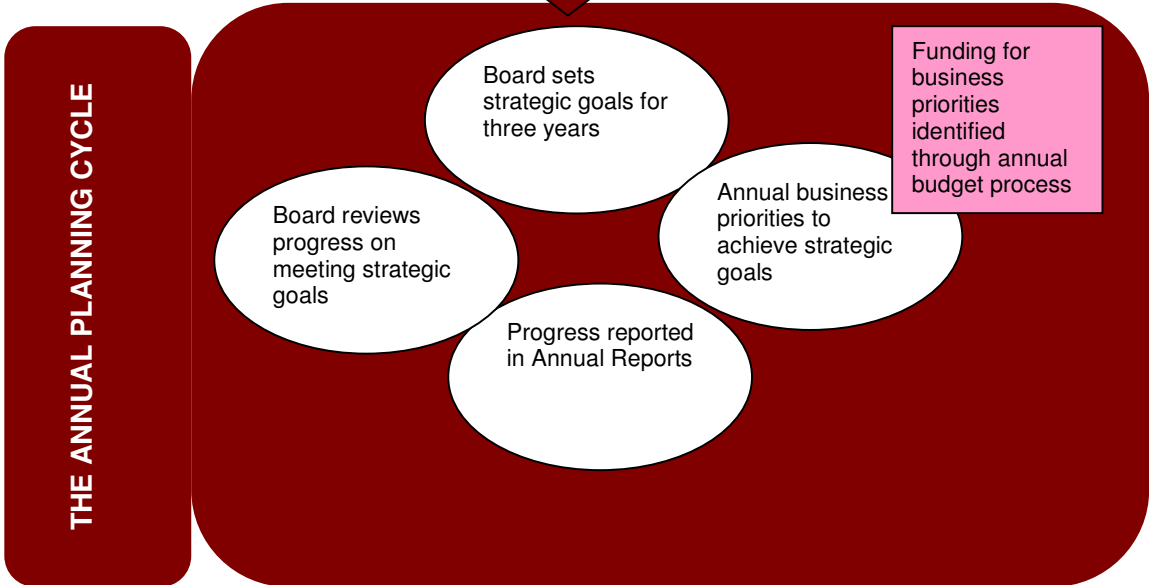 THE ANNUAL PLANNING CYCLE
Board sets
strategic goals for
three years
Funding for
business
priorities
identified
through annual
budget process
Annual business
priorities to
achieve strategic
goals
Board reviews
progress on
meeting strategic
goals
Progress reported
in Annual Reports